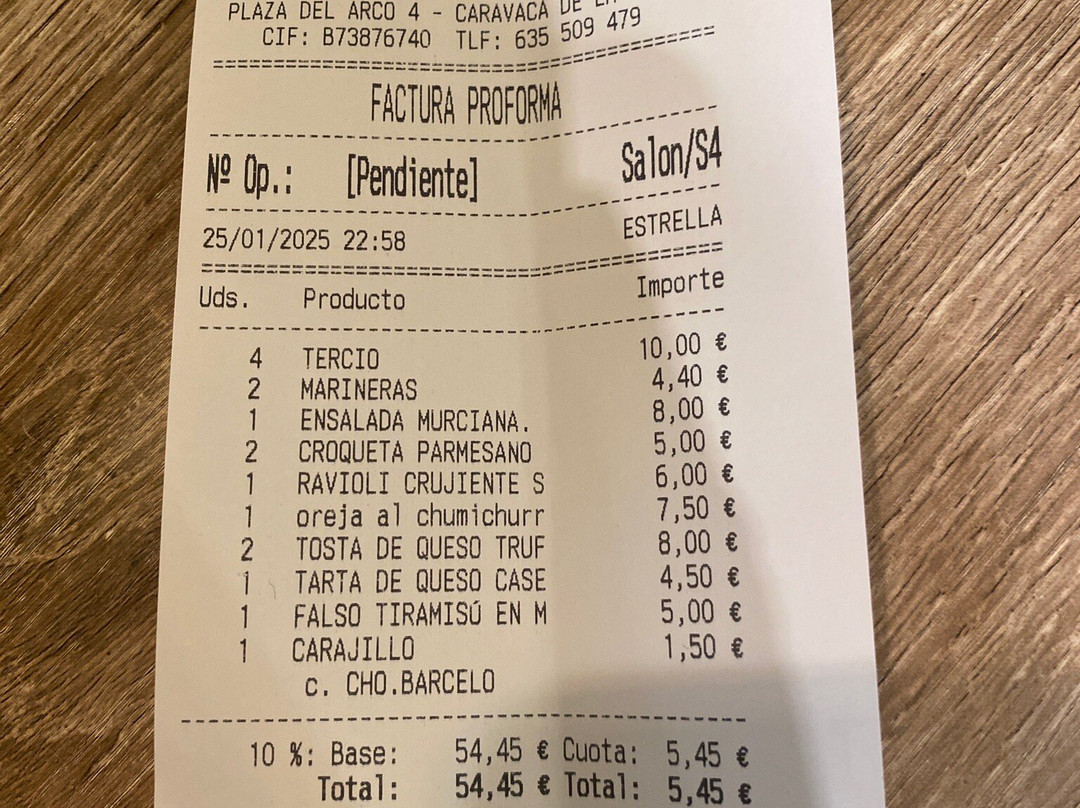 PLAZA DEL ARCO 4 - CARAVACA DE
CIF: B73876740 TLF: 635 509 479
FACTURA PROFORMA
Nº Op.: [Pendiente] Salon/S4
25/01/2025 22:58 ESTRELLA
Uds. Producto Importe
4 TERCIO 10,00 €
2 MARINERAS 4,40 €
1 ENSALADA MURCIANA. 8,00 €
2 CROQUETA PARMESANO 5,00 €
1 RAVIOLI CRUJIENTE S 6,00 €
1 oreja al chumichurr 7,50 €
2 TOSTA DE QUESO TRUF 8,00 €
1 TARTA DE QUESO CASE 4,50 €
1 FALSO TIRAMISÚ EN M 5,00 €
1 CARAJILLO 1,50 €
c. CHO.BARCELO
10 %: Base: 54,45 € Cuota: 5,45 €
Total: 54,45 € Total: 5,45 €